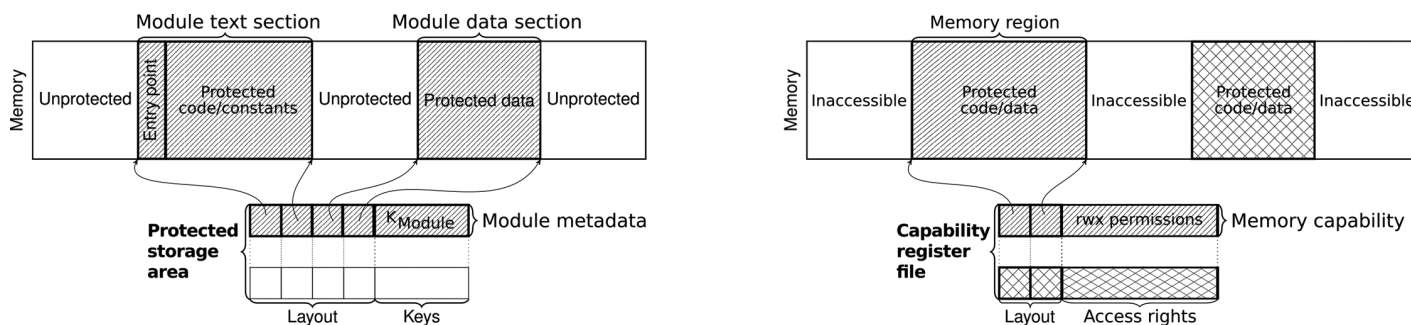 Module text section
Module data section
Memory
Unprotected
Entry point
Protected
code/constants
Unprotected
Protected data
Unprotected
K Module
Module metadata
Protected
storage
area
Layout
Keys
Memory region
Memory
Inaccessible
Protected
code/data
Inaccessible
Protected
code/data
Inaccessible
rwx permissions
Memory capability
Capability
register
file
Layout
Access rights